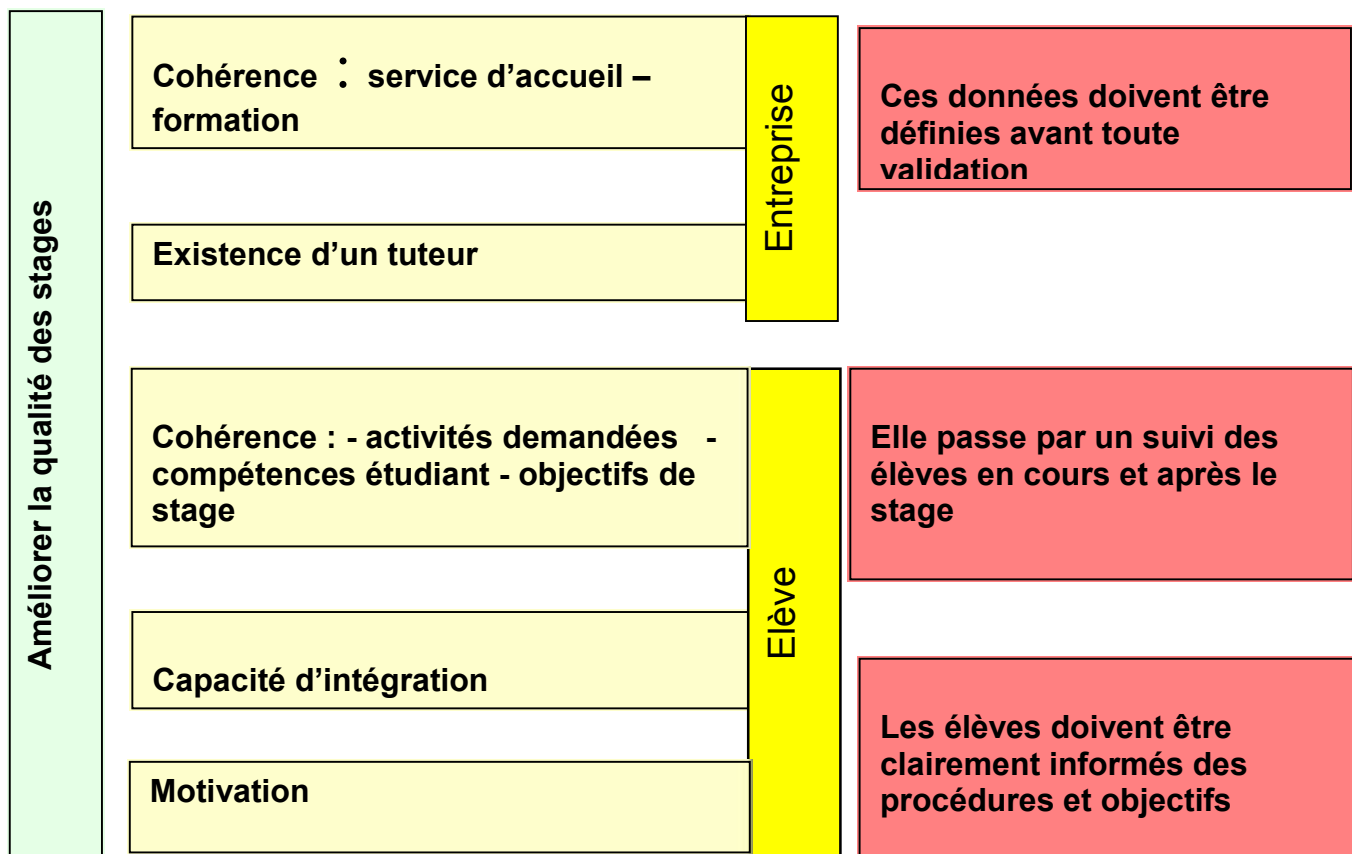 Améliorer la qualité des stages
Cohérence : service d’accueil –
formation
Existence d’un tuteur
Entreprise
Ces données doivent être
définies avant toute
validation
Cohérence : - activités demandées -
compétences étudiant - objectifs de
stage
Capacité d’intégration
Motivation
Elève
Elle passe par un suivi des
élèves en cours et après le
stage
Les élèves doivent être
clairement informés des
procédures et objectifs